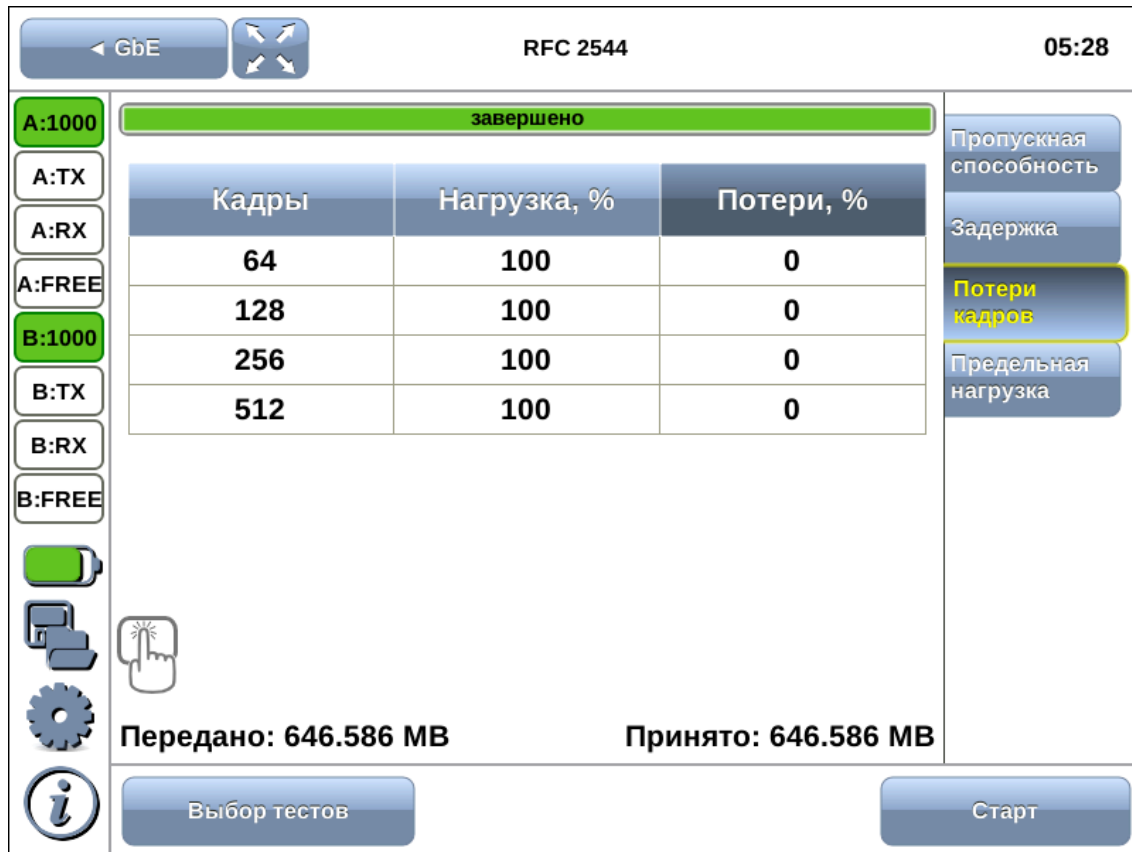 ◄ GbE
RFC 2544
05:28
A:1000
A:TX
A:RX
A:FREE
B:1000
B:TX
B:RX
B:FREE
завершено
Кадры Нагрузка, % Потери, %
64 100 0
128 100 0
256 100 0
512 100 0
Передано: 646.586 MB
Принято: 646.586 MB
Пропускная
способность
Задержка
Потери
кадров
Предельная
нагрузка
i
Выбор тестов
Старт